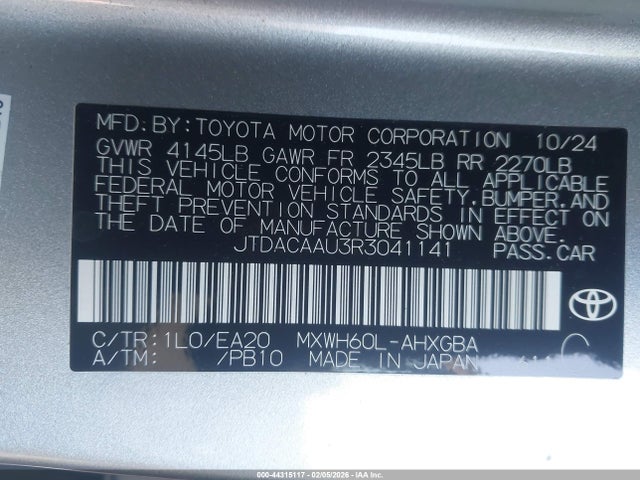 MFD.BY:TOYOTA MOTOR CORPORATION 10/24
GVWR 4145LB GAWR FR 2345LB RR 2270LB
THIS VEHICLE CONFORMS TO ALL APPLICABLE
FEDERAL MOTOR VEHICLE SAFETY,BUMPER,AND
THEFT PREVENTION STANDARDS IN EFFECT ON
THE DATE OF MANUFACTURE SHOWN ABOVE.
JTDACAAU3R3041141 PASS.CAR
C/TR:1L0/EA20 MXWH60L-AHXGBA
A/TM: /PB10 MADE IN JAPAN
000-44315117 - 02/05/2026 - IAAI.com